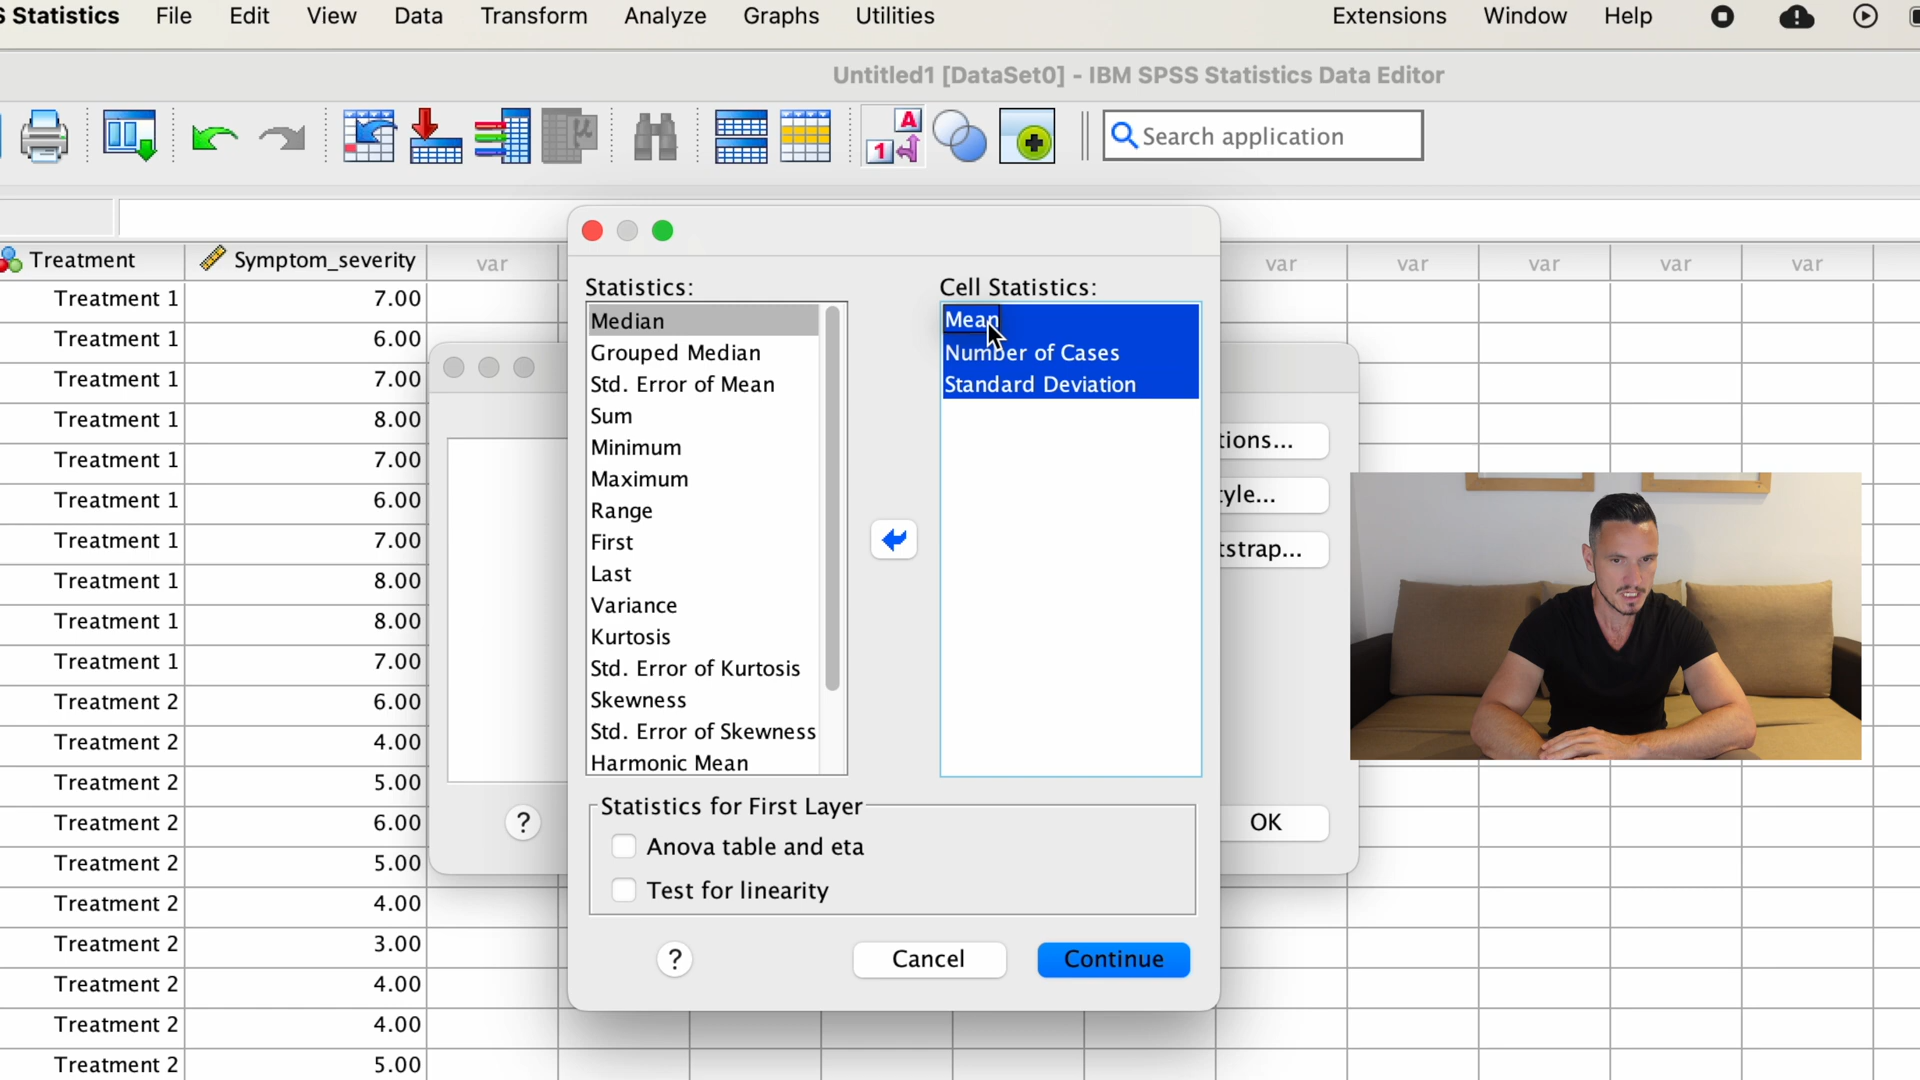 S Statistics File Edit View Data Transform Analyze Graphs Utilities Extensions Window Help
Untitled1 [DataSet0] - IBM SPSS Statistics Data Editor
A
1
μ
Search application
Treatment Symptom_severity var var var var var var
Treatment 1 7.00
Treatment 1 6.00
Treatment 1 7.00
Treatment 1 8.00
Treatment 1 7.00
Treatment 1 6.00
Treatment 1 7.00
Treatment 1 8.00
Treatment 1 8.00
Treatment 1 7.00
Treatment 2 6.00
Treatment 2 4.00
Treatment 2 5.00
Treatment 2 6.00
Treatment 2 5.00
Treatment 2 4.00
Treatment 2 3.00
Treatment 2 4.00
Treatment 2 4.00
Treatment 2 5.00
Statistics:
Median
Grouped Median
Std. Error of Mean
Sum
Minimum
Maximum
Range
First
Last
Variance
Kurtosis
Std. Error of Kurtosis
Skewness
Std. Error of Skewness
Harmonic Mean
Cell Statistics:
Mean
Number of Cases
Standard Deviation
Statistics for First Layer
Anova table and eta
Test for linearity
? Cancel Continue
tions...
yle...
tstrap...
? OK